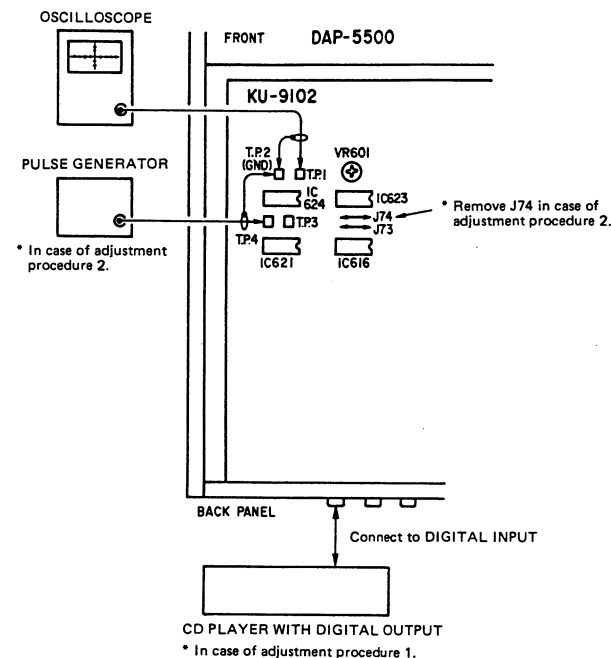 OSCILLOSCOPE
FRONT DAP-5500
KU-9102
T.P.2
(GND)
T.P.1
VR601
PULSE GENERATOR
IC
624
IC623
* Remove J74 in case of
adjustment procedure 2.
T.P.3
J74
J73
T.P.4
* In case of adjustment
procedure 2.
IC621
IC616
BACK PANEL
Connect to DIGITAL INPUT
CD PLAYER WITH DIGITAL OUTPUT
* In case of adjustment procedure 1.